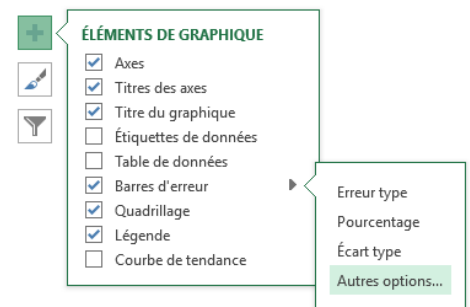 ÉLÉMENTS DE GRAPHIQUE
Axes
Titres des axes
Titre du graphique
Étiquettes de données
Table de données
Barres d'erreur
Quadrillage
Légende
Courbe de tendance
Erreur type
Pourcentage
Écart type
Autres options...